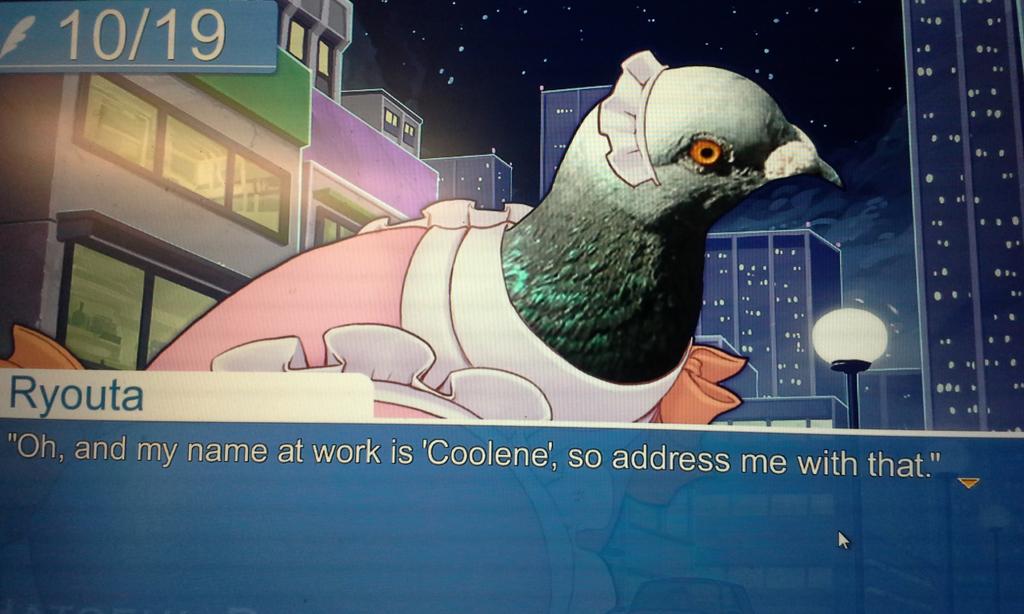 10/19
Ryouta
"Oh, and my name at work is 'Coolene', so address me with that."